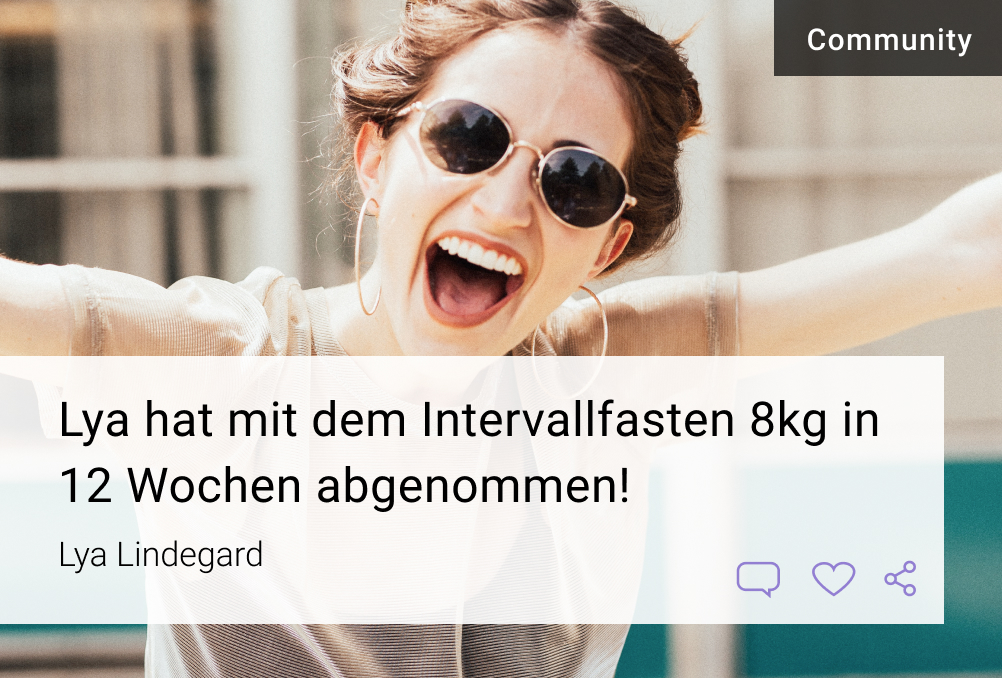 Community
Lya hat mit dem Intervallfasten 8kg in
12 Wochen abgenommen!
Lya Lindegard